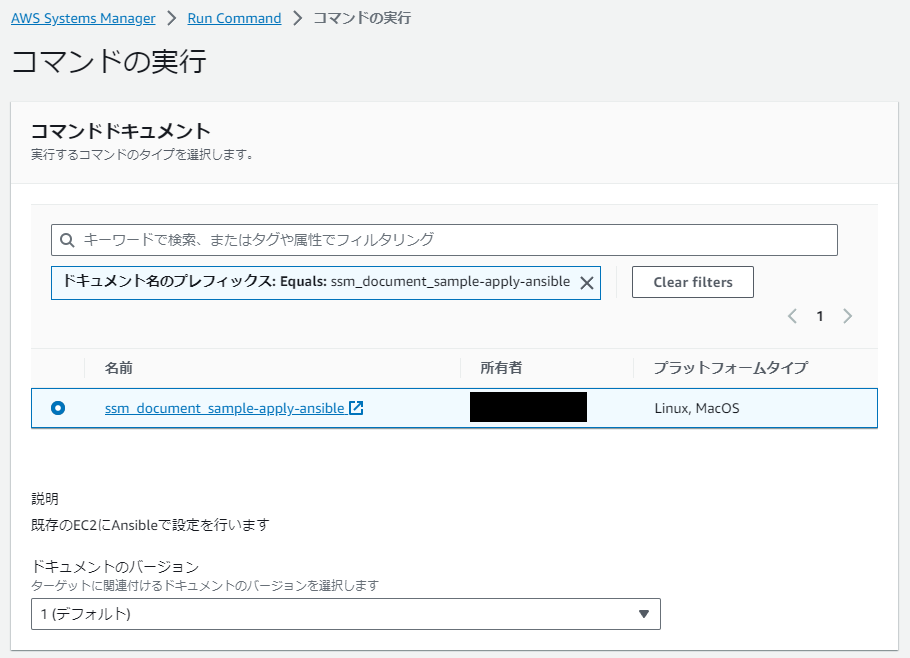 AWS Systems Manager > Run Command > コマンドの実行
コマンドの実行
コマンドドキュメント
実行するコマンドのタイプを選択します。
キーワードで検索、またはタグや属性でフィルタリング
ドキュメント名のプレフィックス: Equals: ssm_document_sample-apply-ansible Clear filters
1
名前 所有者 プラットフォームタイプ
ssm_document_sample-apply-ansible Linux, MacOS
説明
既存のEC2にAnsibleで設定を行います
ドキュメントのバージョン
ターゲットに関連付けるドキュメントのバージョンを選択します
1 (デフォルト)